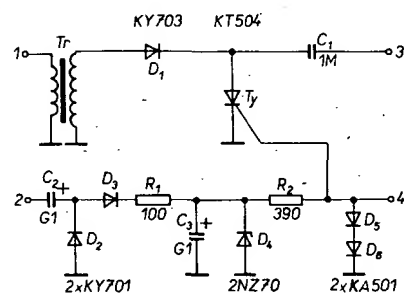 KY703 KT504
1 Tr D1 C1 1M 3
Ty
2 C2 + G1 D3 R1 100 C3 + G1 R2 390 4
D2 D4 D5
D6
2xKY701 2NZ70 2xKA501